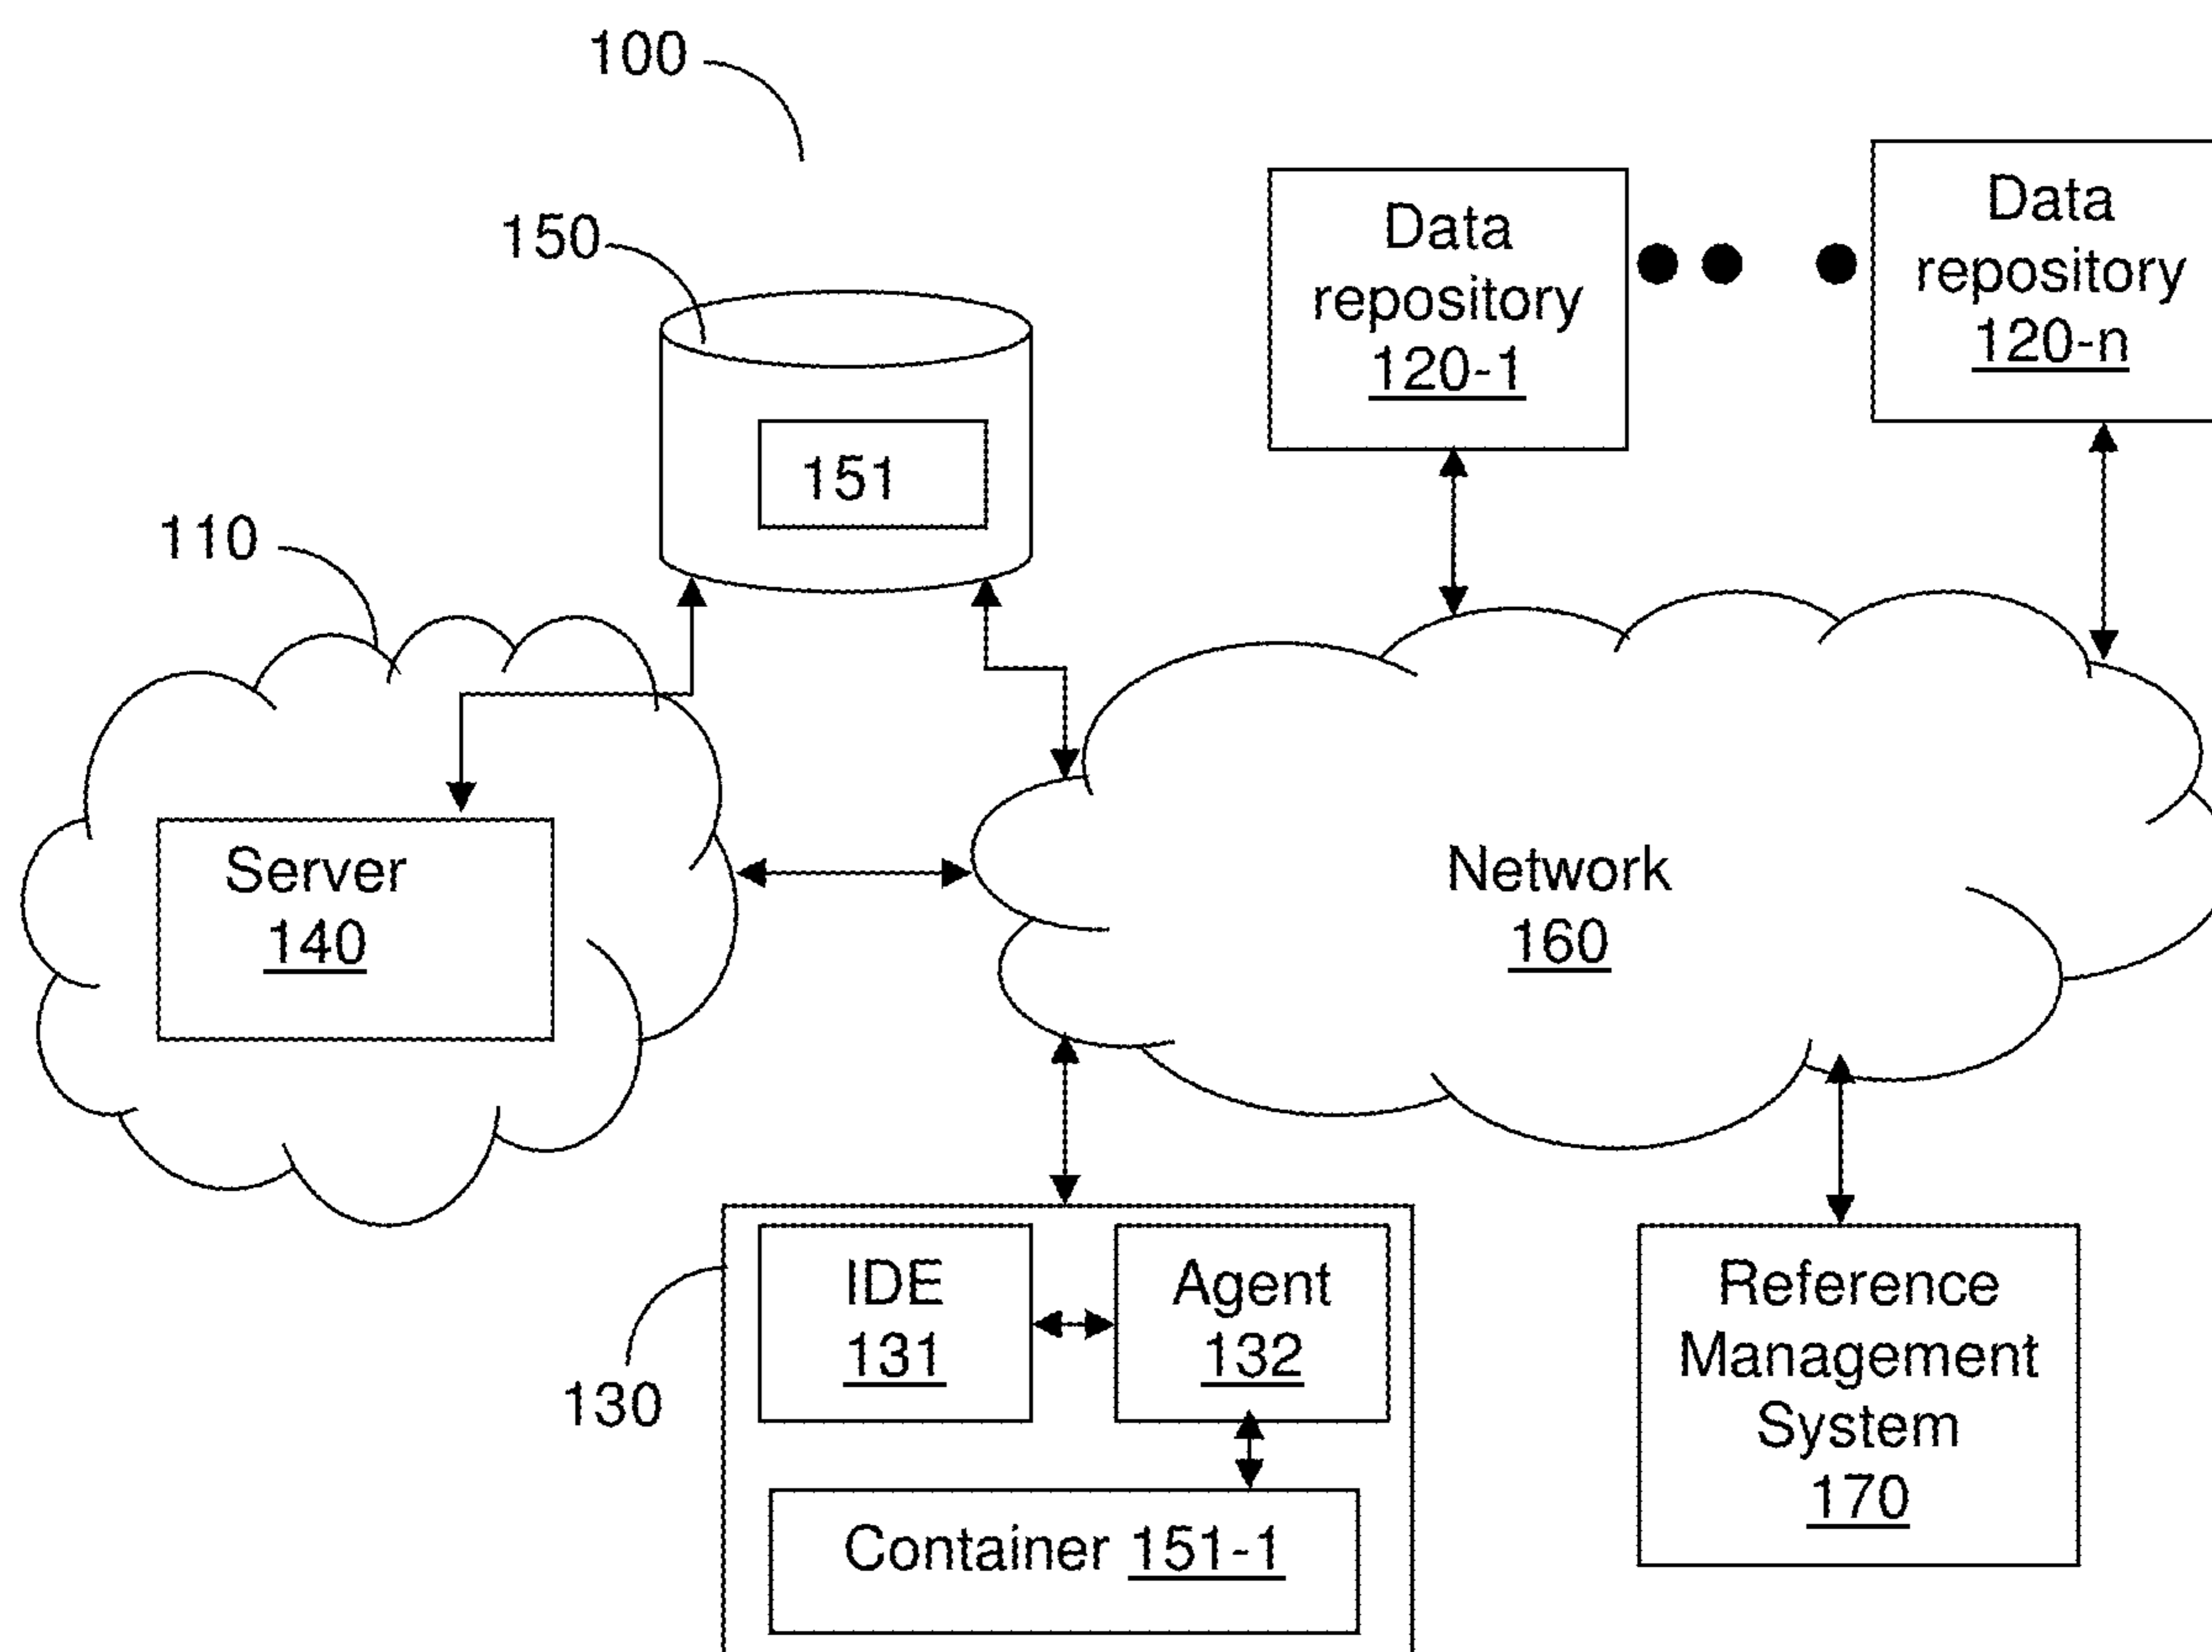 100
150
151
110
Data
repository
120-1
Data
repository
120-n
Server
140
Network
160
130
IDE
131
Agent
132
Container 151-1
Reference
Management
System
170